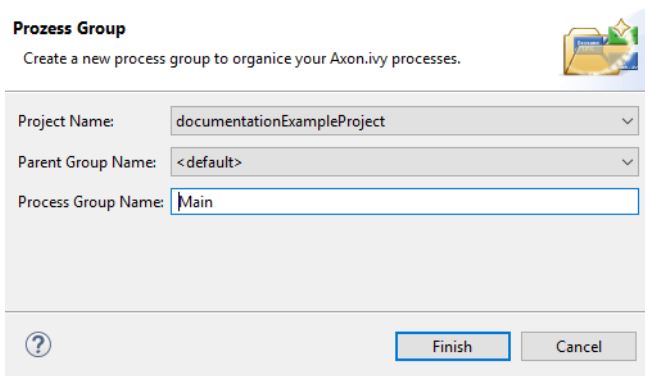 Prozess Group
Create a new process group to organice your Axon.ivy processes.
Project Name: documentationExampleProject
Parent Group Name: <default>
Process Group Name: Main
Finish Cancel